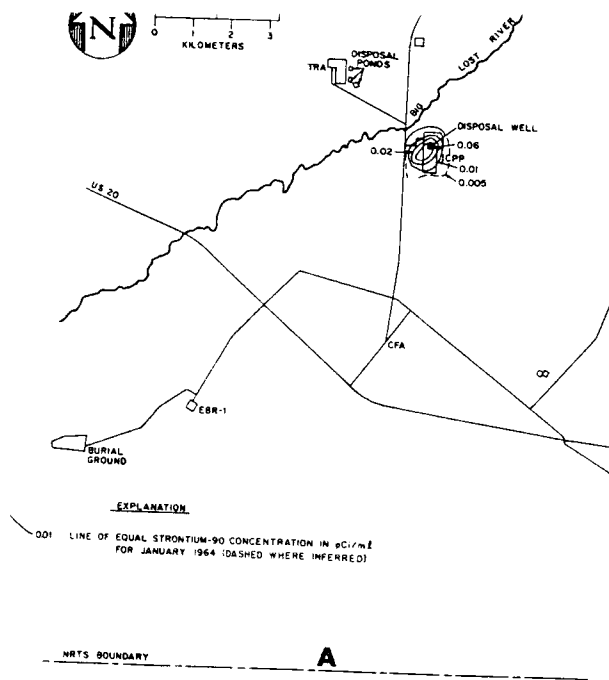 N
0 1 2 3
KILOMETERS
BIG LOST RIVER
DISPOSAL
PONDS
TRA
DISPOSAL WELL
0.02
0.06
ICPP
0.01
0.005
US 20
CFA
EBR-1
BURIAL
GROUND
EXPLANATION
0.01 LINE OF EQUAL STRONTIUM-90 CONCENTRATION IN pCi/mℓ
FOR JANUARY 1964 (DASHED WHERE INFERRED)
NRTS BOUNDARY
A